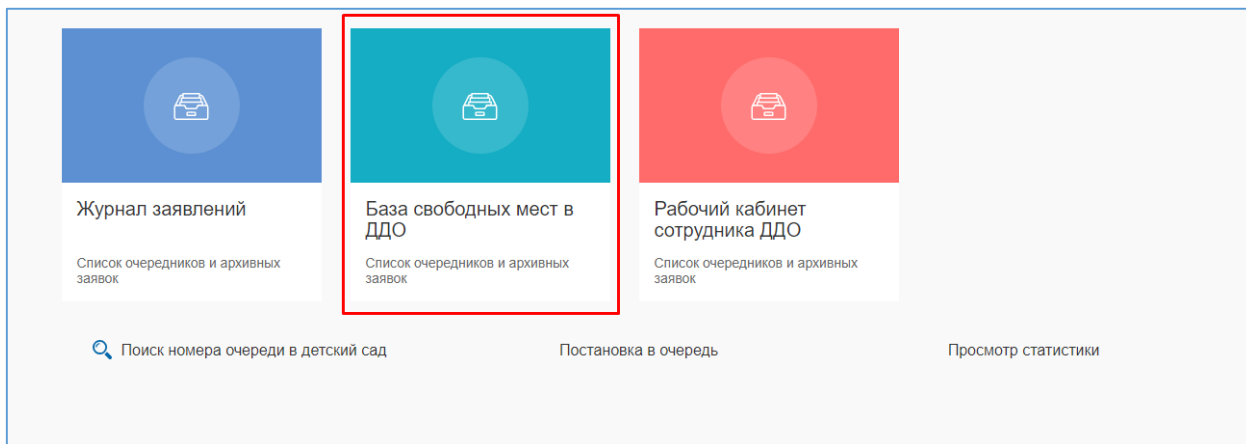 Журнал заявлений
Список очередников и архивных
заявок
База свободных мест в
ДДО
Список очередников и архивных
заявок
Рабочий кабинет
сотрудника ДДО
Список очередников и архивных
заявок
Поиск номера очереди в детский сад
Постановка в очередь
Просмотр статистики